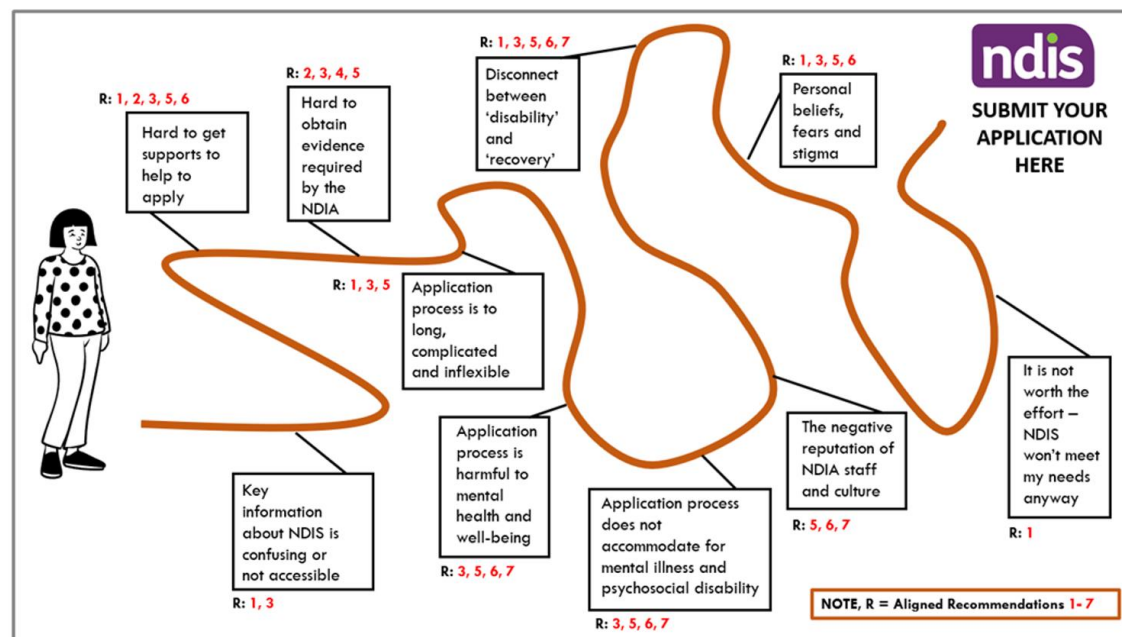 R: 1, 2, 3, 5, 6
Hard to get
supports to
help to
apply
R: 2, 3, 4, 5
Hard to
obtain
evidence
required
by the
NDIA
R: 1, 3, 5, 6, 7
Disconnect
between
‘disability’
and
‘recovery’
R: 1, 3, 5, 6
Personal
beliefs,
fears and
stigma
ndis
SUBMIT YOUR
APPLICATION
HERE
R: 1, 3, 5
Application
process is to
long,
complicated
and inflexible
Key
information
about NDIS is
confusing or
not accessible
R: 1, 3
Application
process is
harmful to
mental
health and
well-being
R: 3, 5, 6, 7
Application process
does not
accommodate for
mental illness and
psychosocial disability
R: 3, 5, 6, 7
The negative
reputation of
NDIA staff
and culture
R: 5, 6, 7
It is not
worth the
effort –
NDIS
won’t meet
my needs
anyway
R: 1
NOTE, R = Aligned Recommendations 1- 7